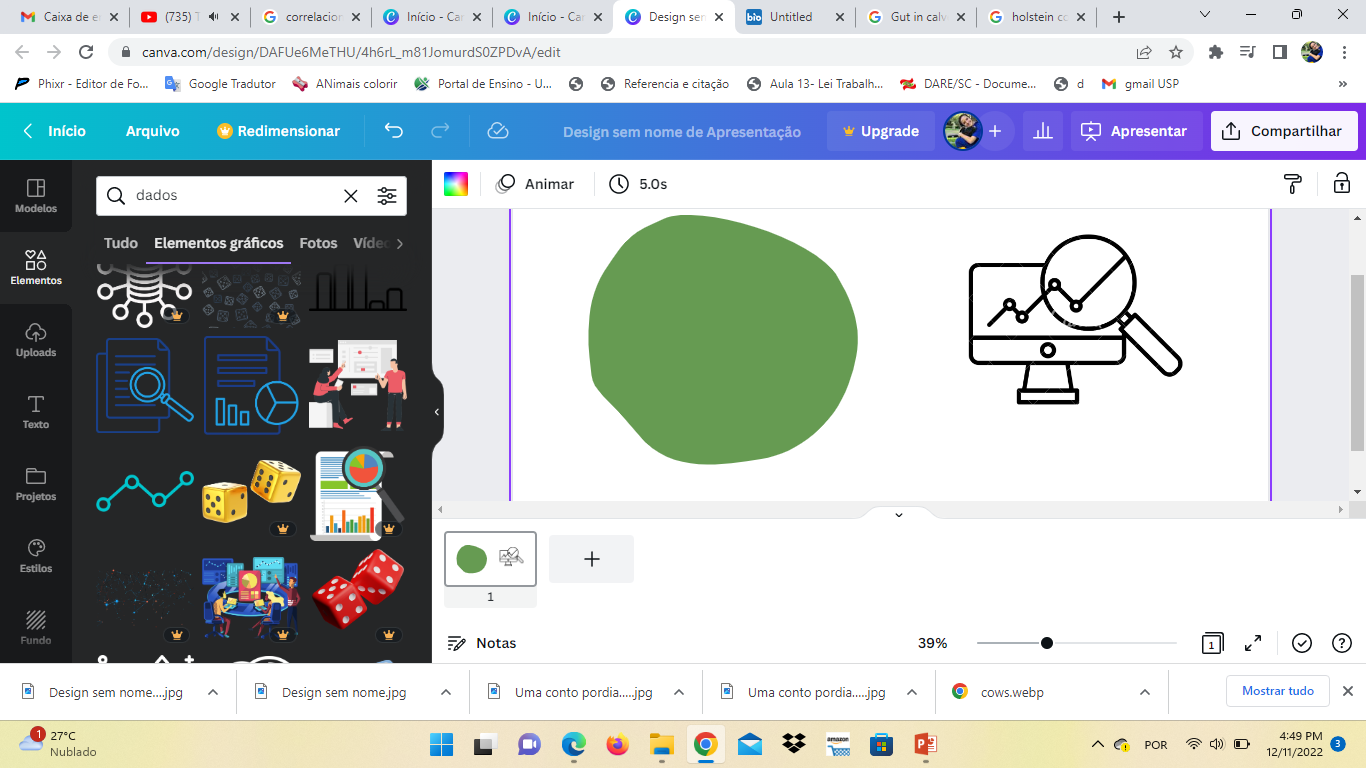 Caixa de e
(735) T
correlacion
Início - Ca
Início - Ca
Design sem
Untitled
Gut in calv
holstein co
canva.com/design/DAFUe6MeTHU/4h6rL_m81JomurdS0ZPDvA/edit
Phixr - Editor de Fo...
Google Tradutor
ANimais colorir
Portal de Ensino - U...
Referencia e citação
Aula 13- Lei Trabalh...
DARE/SC - Docume...
d
gmail USP
»
Início
Arquivo
Redimensionar
Design sem nome de Apresentação
Upgrade
Apresentar
Compartilhar
Modelos
Elementos
Uploads
Texto
Projetos
Estilos
Fundo
dados
Tudo
Elementos gráficos
Fotos
Víde
Animar
5.0s
1
Notas
39%
1
Design sem nome....jpg
Design sem nome.jpg
Uma conto pordia.....jpg
Uma conto pordia.....jpg
cows.webp
Mostrar tudo
1
27°C
Nublado
amazon
POR
4:49 PM
12/11/2022
3